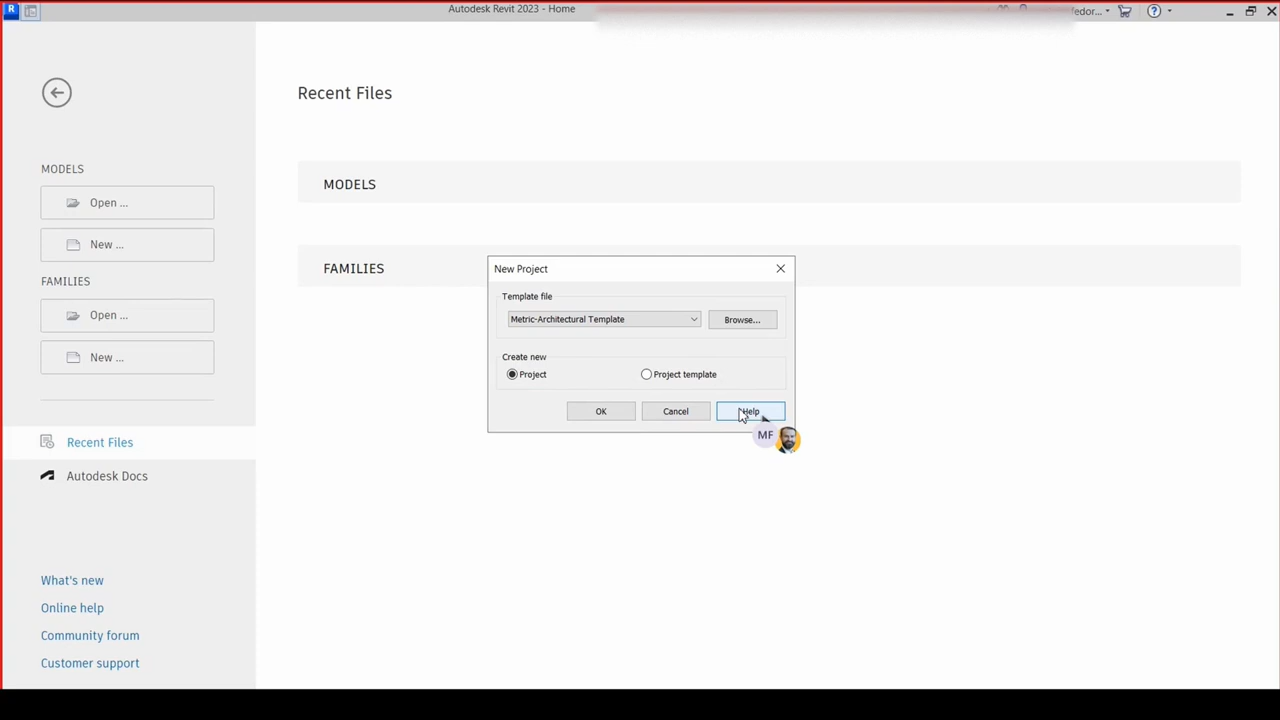 R
Autodesk Revit 2023 - Home
edor...
?
Recent Files
MODELS
Open ...
New ...
FAMILIES
Open ...
New ...
Recent Files
Autodesk Docs
What's new
Online help
Community forum
Customer support
MODELS
FAMILIES
New Project
Template file
Metric-Architectural Template
Browse...
Create new
Project
Project template
OK
Cancel
Help
MF